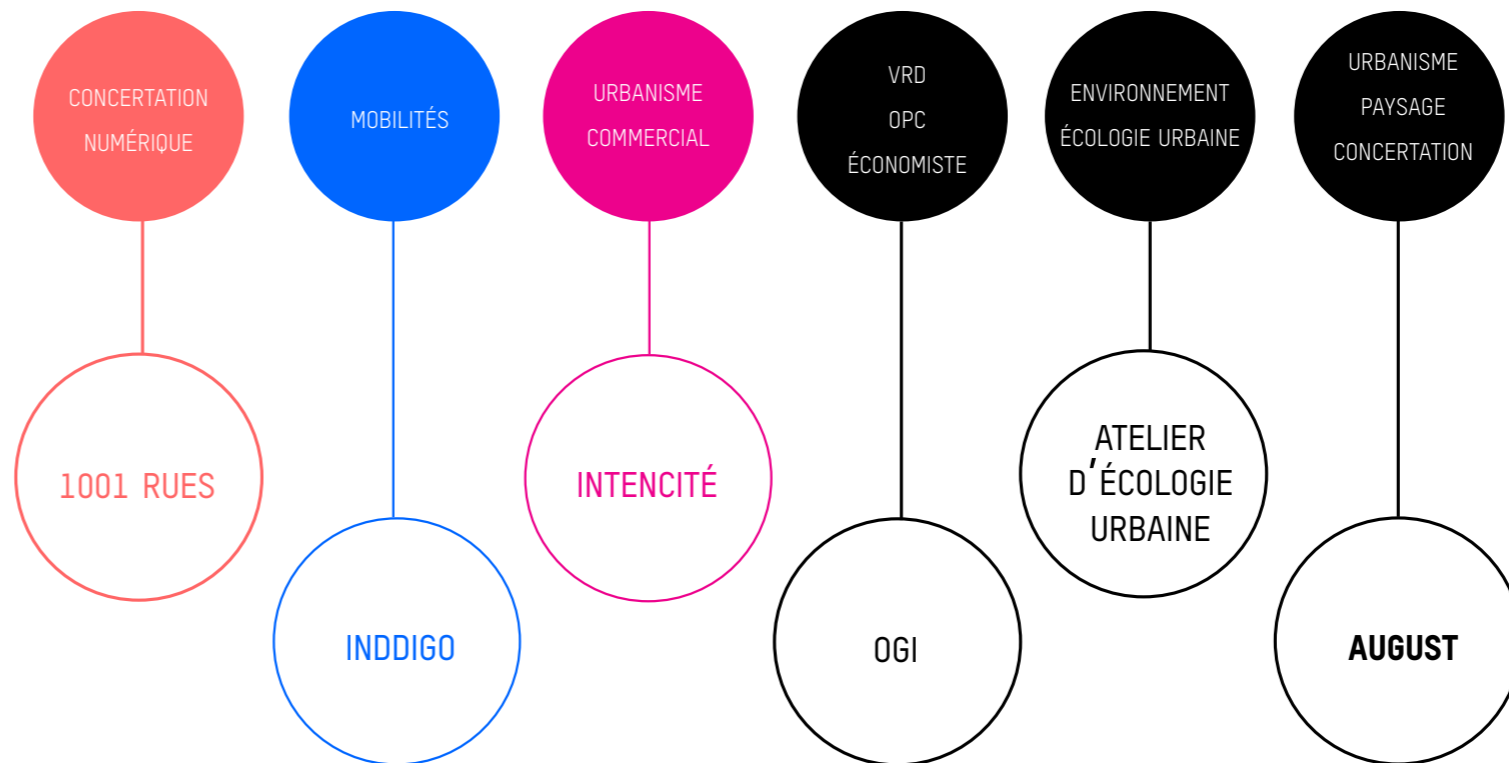 CONCERTATION
NUMÉRIQUE
MOBILITÉS
URBANISME
COMMERCIAL
VRD
OPC
ÉCONOMISTE
ENVIRONNEMENT
ÉCOLOGIE URBAINE
URBANISME
PAYSAGE
CONCERTATION
1001 RUES
INDDIGO
INTENCITÉ
OGI
ATELIER
D'ÉCOLOGIE
URBAINE
AUGUST